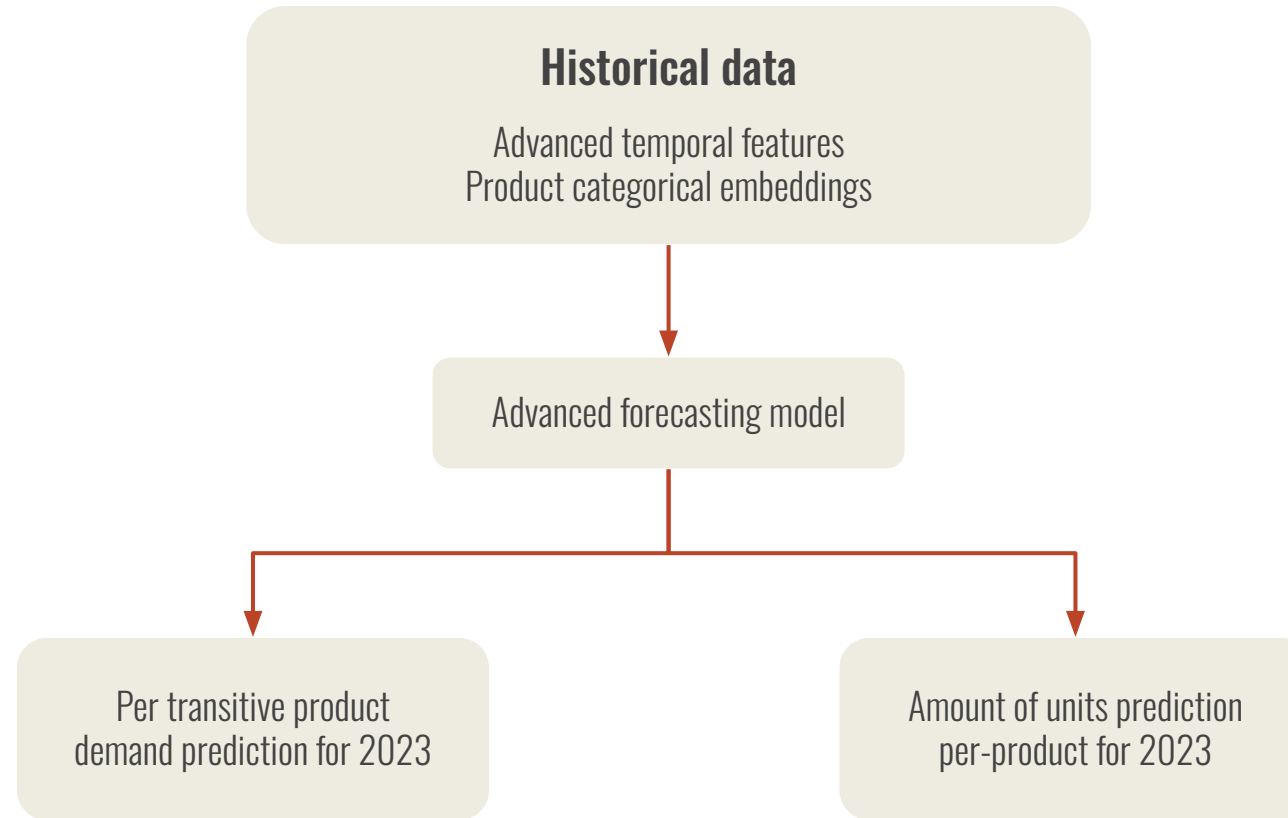 Historical data
Advanced temporal features
Product categorical embeddings
Advanced forecasting model
Per transitive product
demand prediction for 2023
Amount of units prediction
per-product for 2023